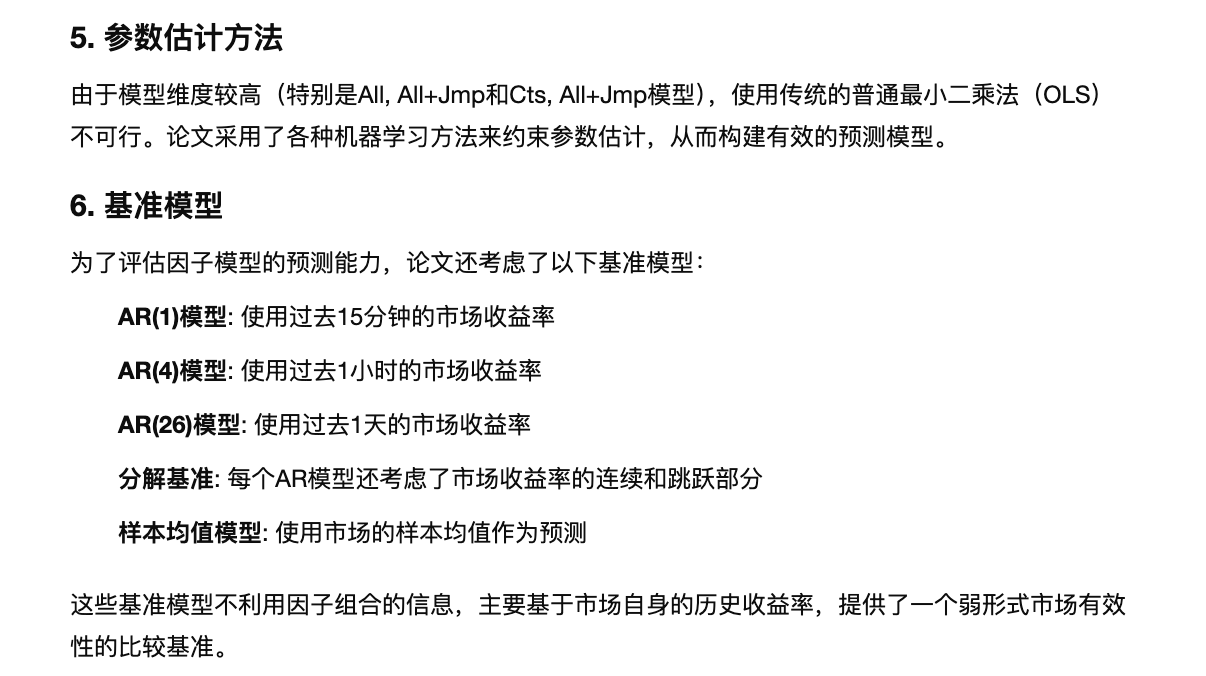 5. 参数估计方法
由于模型维度较高（特别是All, All+Jmp和Cts, All+Jmp模型），使用传统的普通最小二乘法（OLS）
不可行。论文采用了各种机器学习方法来约束参数估计，从而构建有效的预测模型。
6. 基准模型
为了评估因子模型的预测能力，论文还考虑了以下基准模型：
AR(1)模型: 使用过去15分钟的市场收益率
AR(4)模型: 使用过去1小时的市场收益率
AR(26)模型: 使用过去1天的市场收益率
分解基准: 每个AR模型还考虑了市场收益率的连续和跳跃部分
样本均值模型: 使用市场的样本均值作为预测
这些基准模型不利用因子组合的信息，主要基于市场自身的历史收益率，提供了一个弱形式市场有效
性的比较基准。